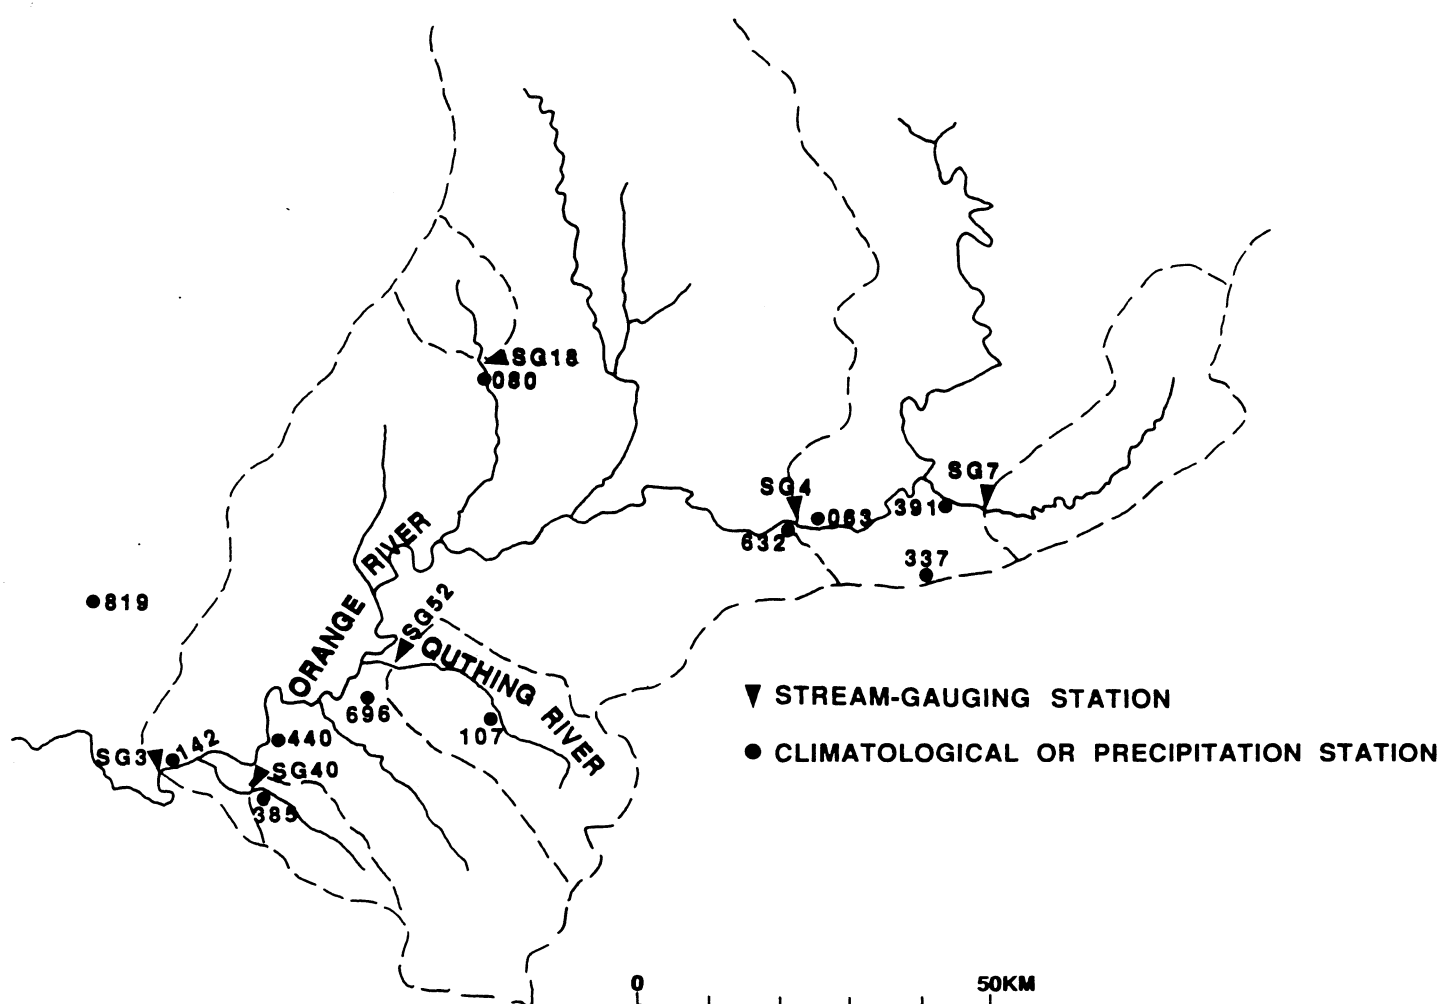 SG18
080
SG7
SG4
063
391
632
337
RIVER
ORANGE
819
SG52
QUTHING RIVER
696
107
STREAM-GAUGING STATION
CLIMATOLOGICAL OR PRECIPITATION STATION
142
440
SG3
SG40
385
0
50KM